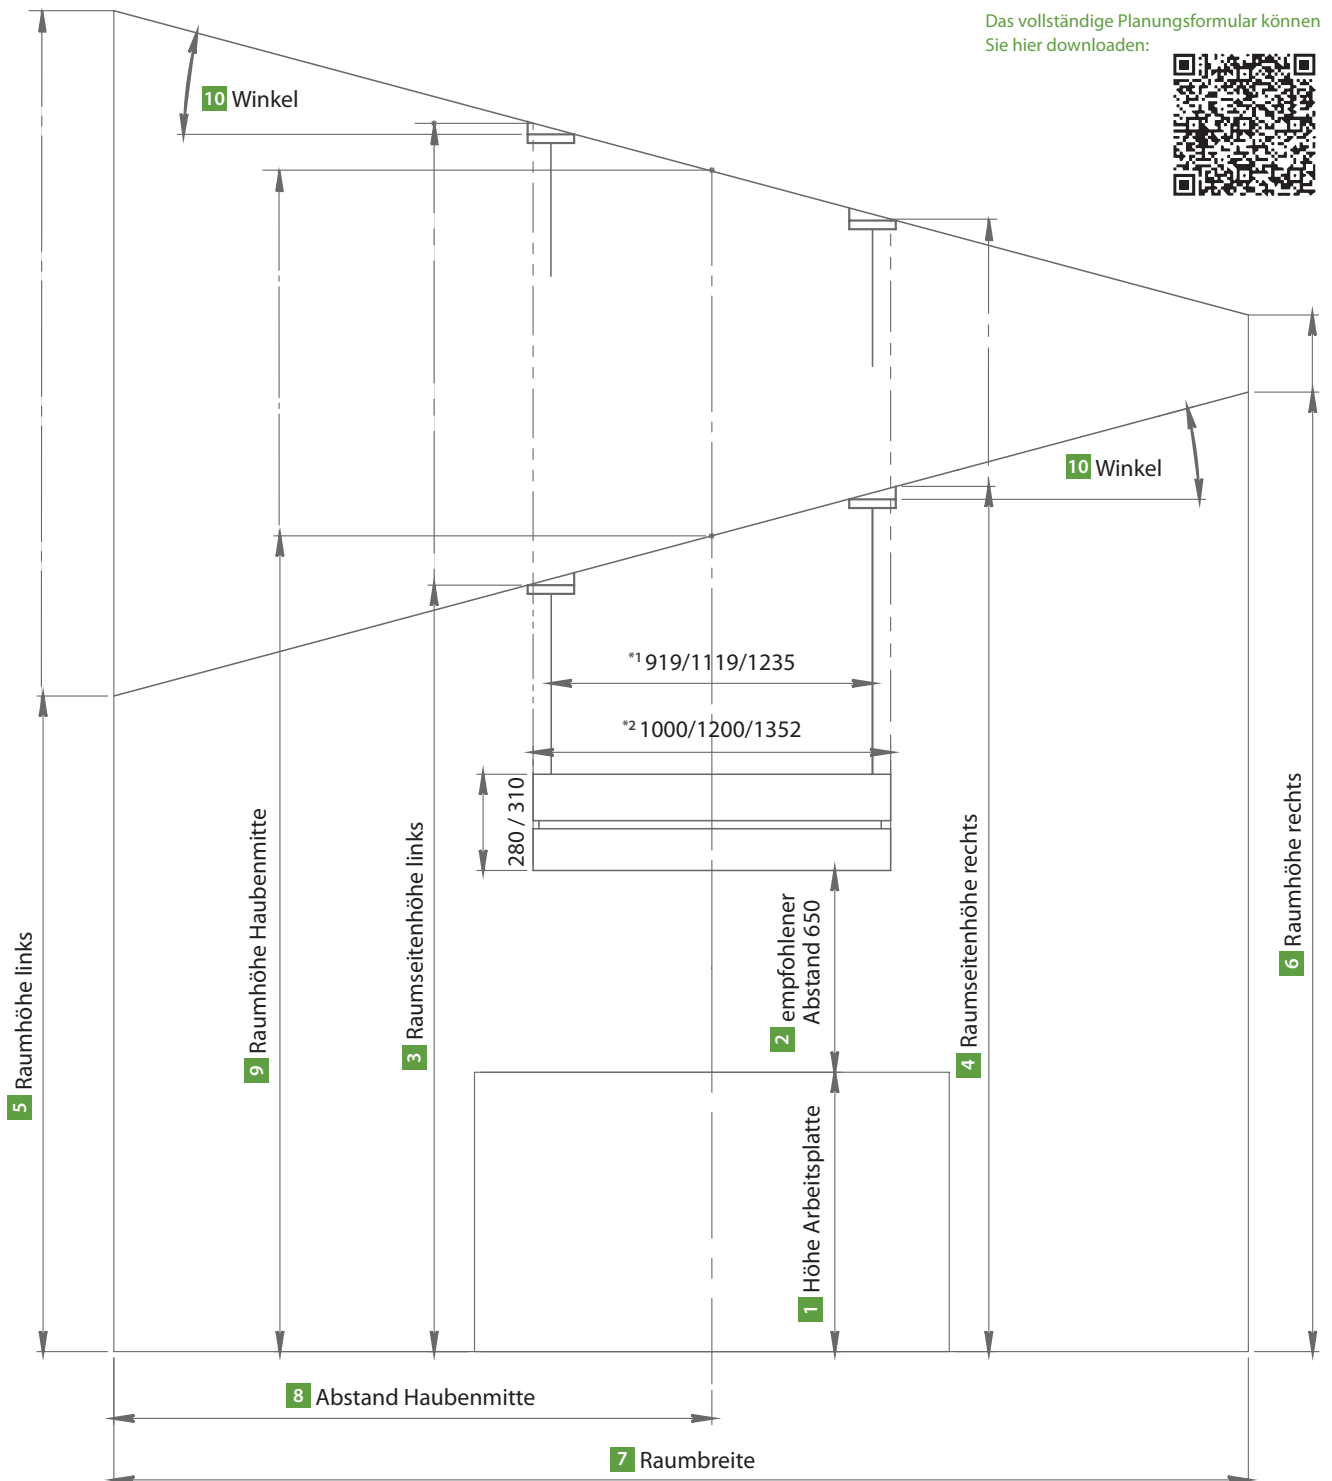 Das vollständige Planungsformular können
Sie hier downloaden:
10 Winkel
10 Winkel
*1 919/1119/1235
*2 1000/1200/1352
280 / 310
5 Raumhöhe links
9 Raumhöhe Haubenmitte
3 Raumseitenhöhe links
2 empfohlener
Abstand 650
4 Raumseitenhöhe rechts
6 Raumhöhe rechts
1 Höhe Arbeitsplatte
8 Abstand Haubenmitte
7 Raumbreite